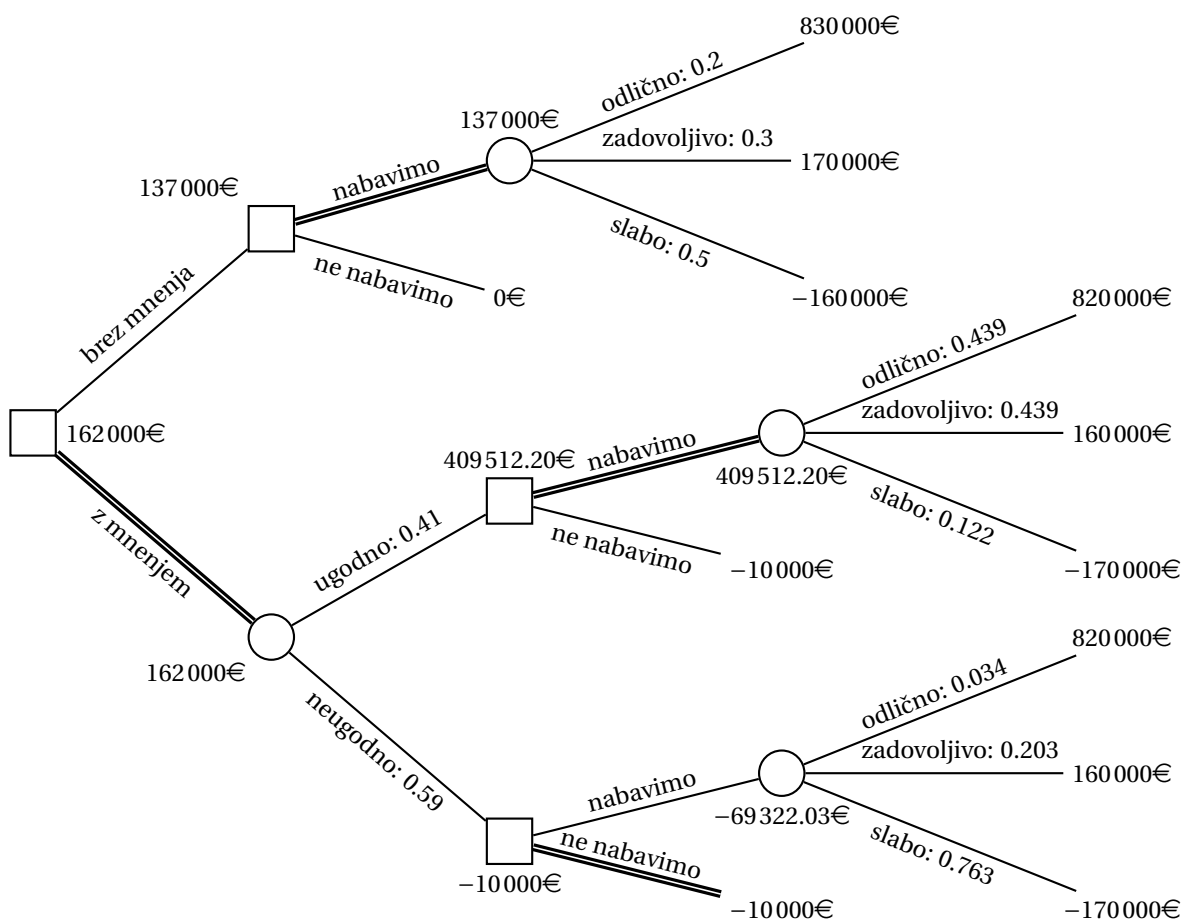 830 000€
odlično: 0.2
137 000€
zadovoljivo: 0.3
170 000€
nabavimo
137 000€
slabo: 0.5
ne nabavimo
0€
−160 000€
brez mnenja
820 000€
odlično: 0.439
162 000€
zadovoljivo: 0.439
160 000€
nabavimo
409 512.20€
409 512.20€
slabo: 0.122
z mnenjem
ugodno: 0.41
ne nabavimo
−10 000€
−170 000€
162 000€
820 000€
odlično: 0.034
neugodno: 0.59
zadovoljivo: 0.203
160 000€
nabavimo
−69 322.03€
slabo: 0.763
ne nabavimo
−10 000€
−10 000€
−170 000€